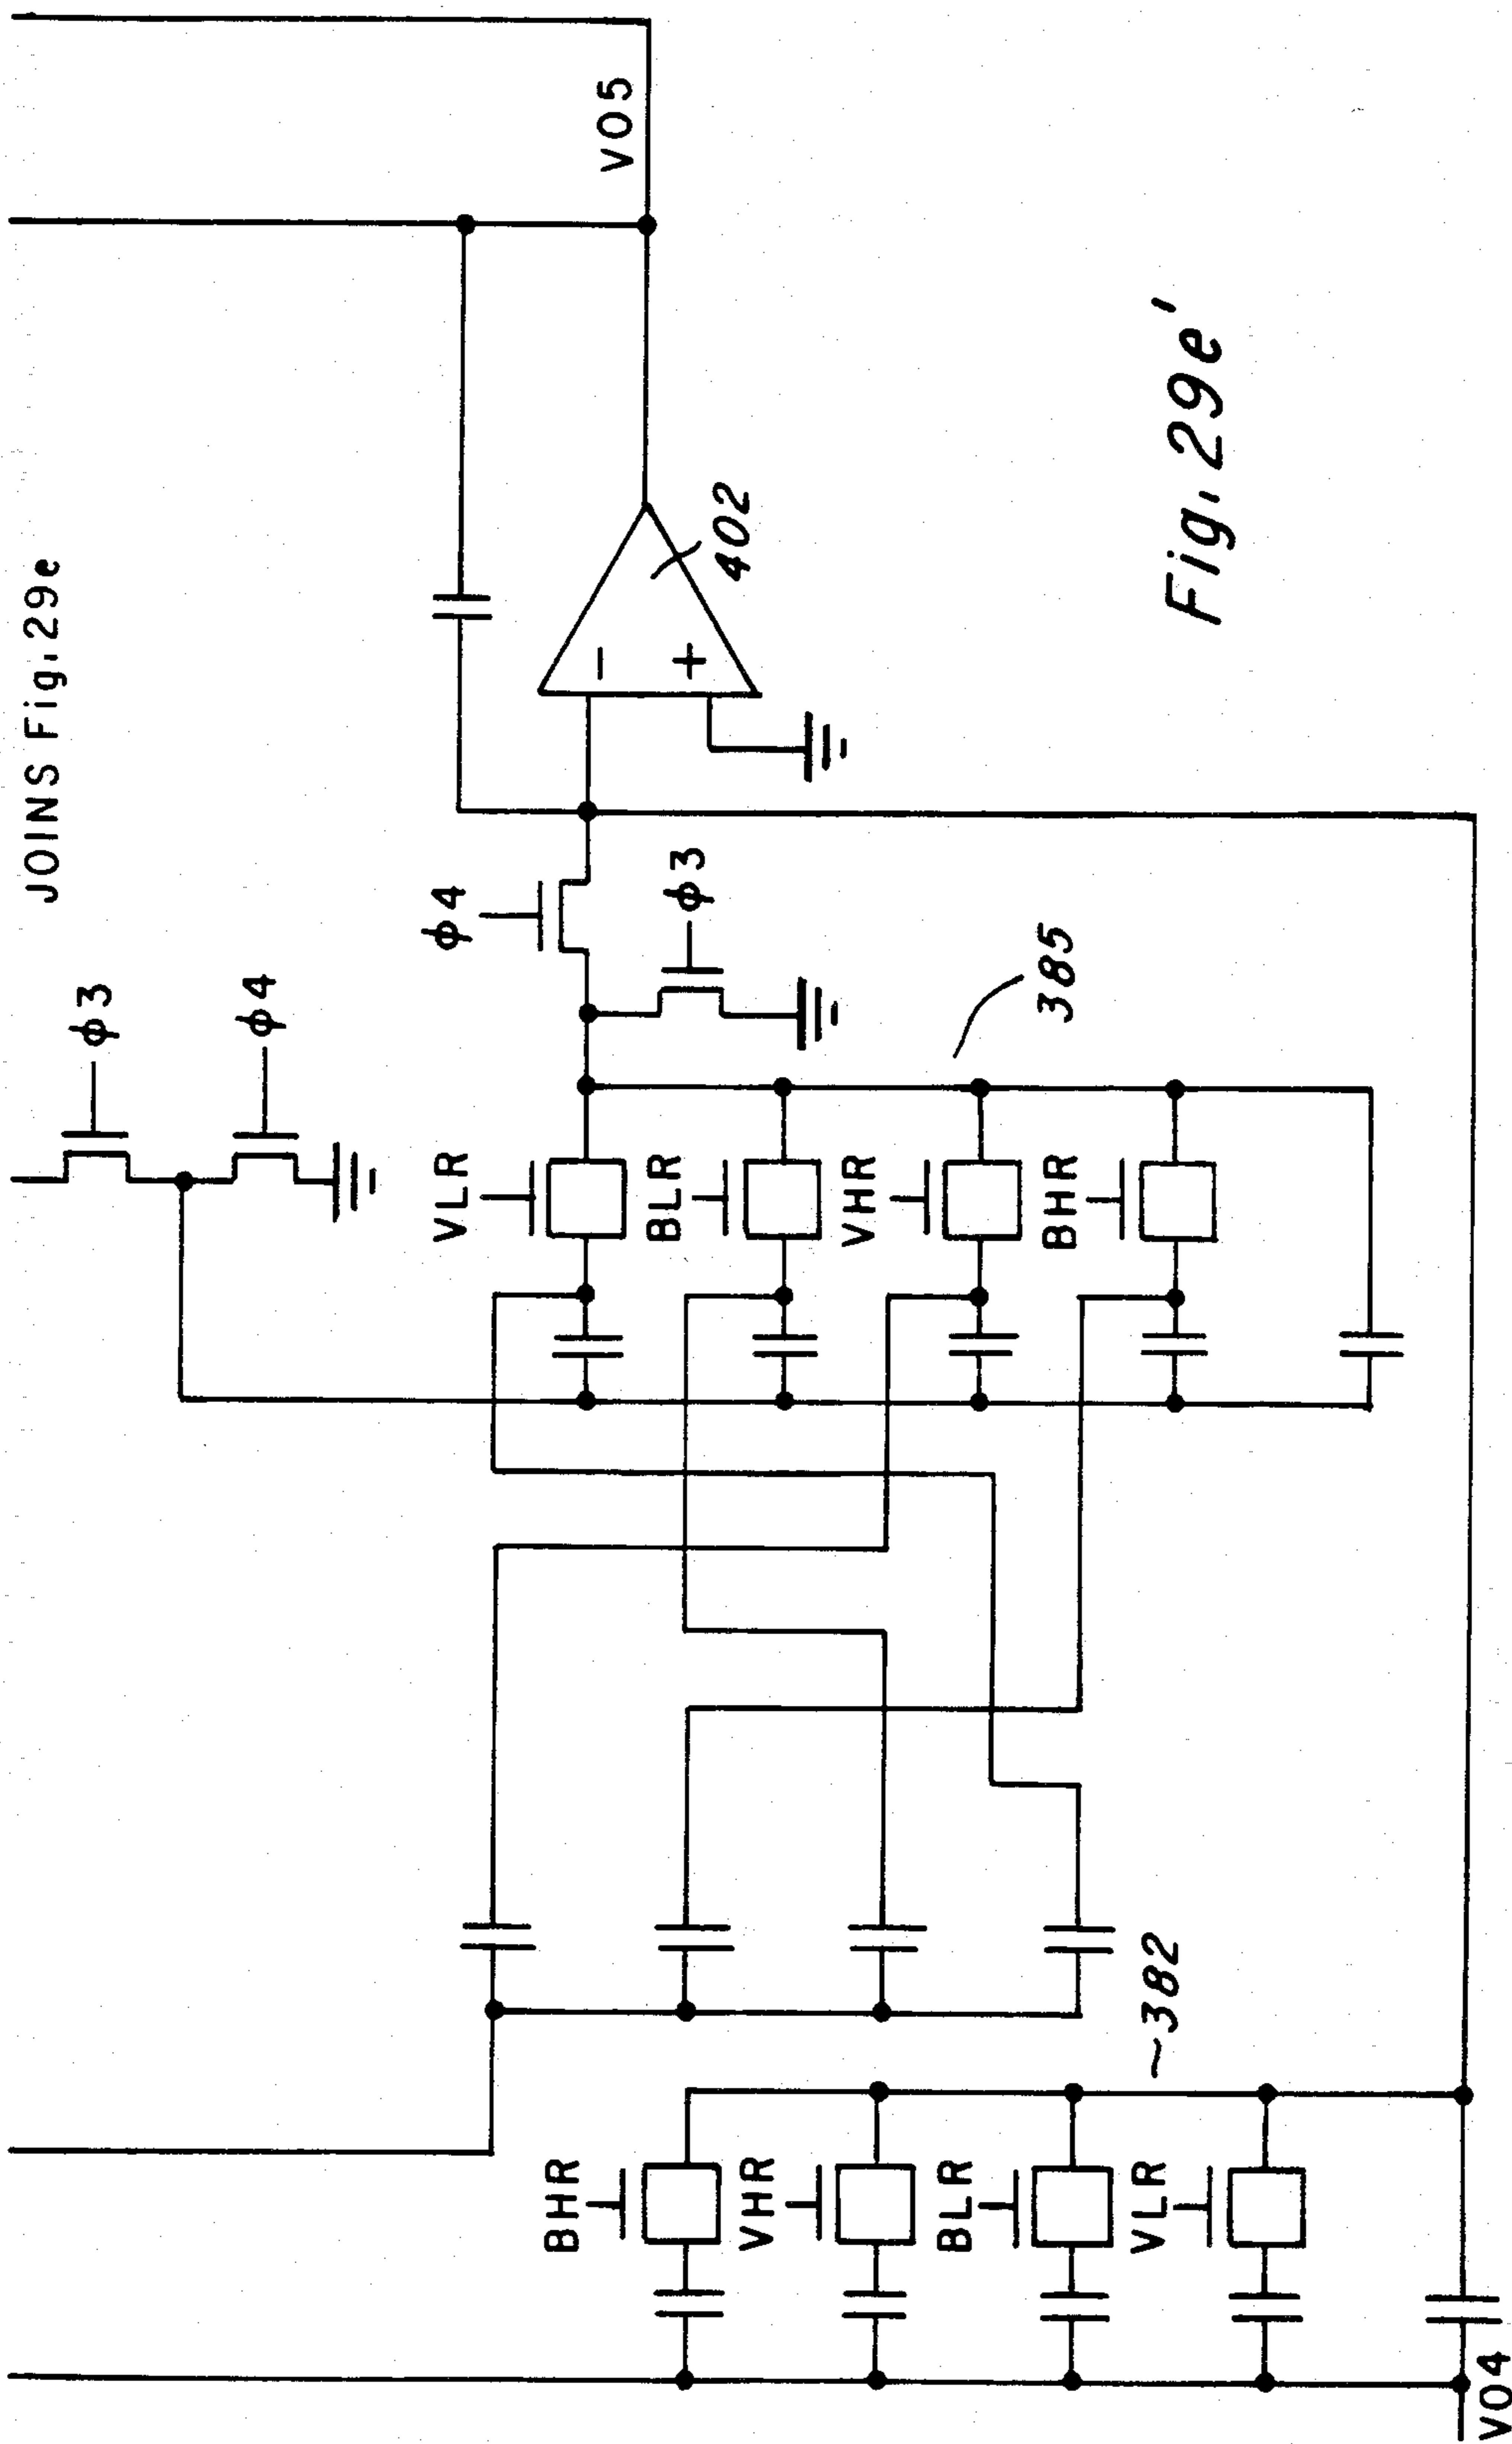 JOINS Fig. 29e
VO5
402
ϕ4
ϕ3
ϕ3
ϕ4
385
VLR
BLR
VHR
BHR
~382
BHR
VHR
BLR
VLR
VO4
−
+
Fig. 29e'